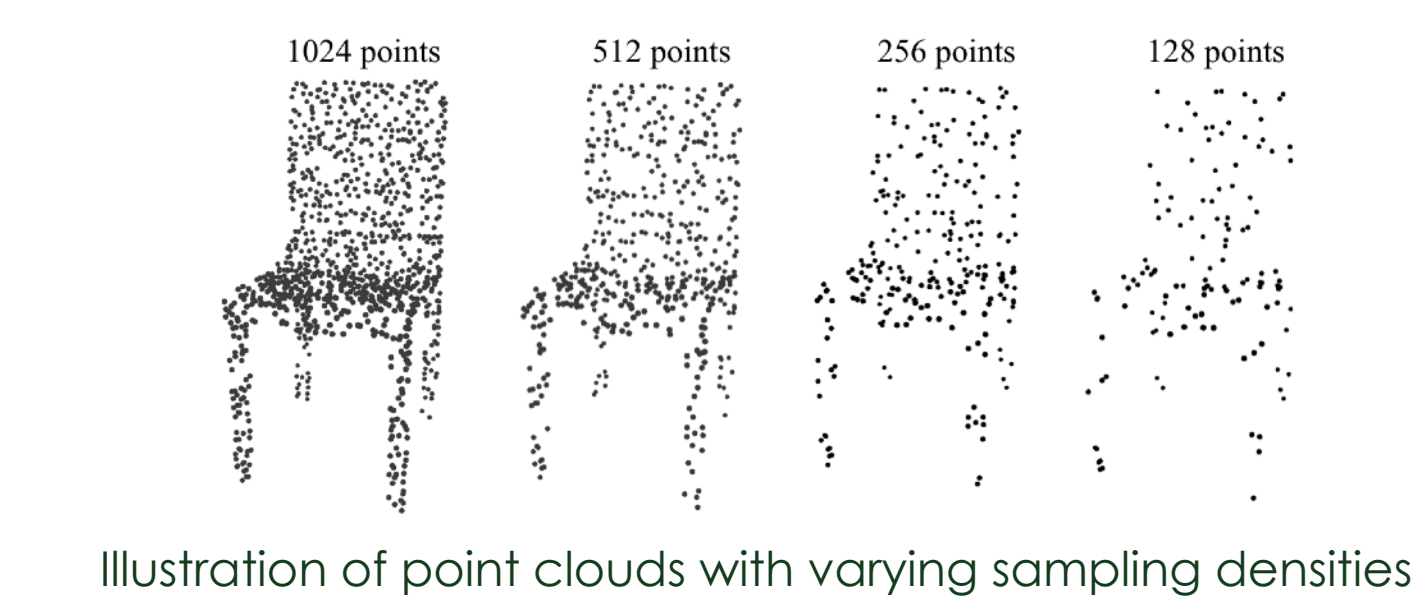 1024 points 512 points 256 points 128 points
Illustration of point clouds with varying sampling densities